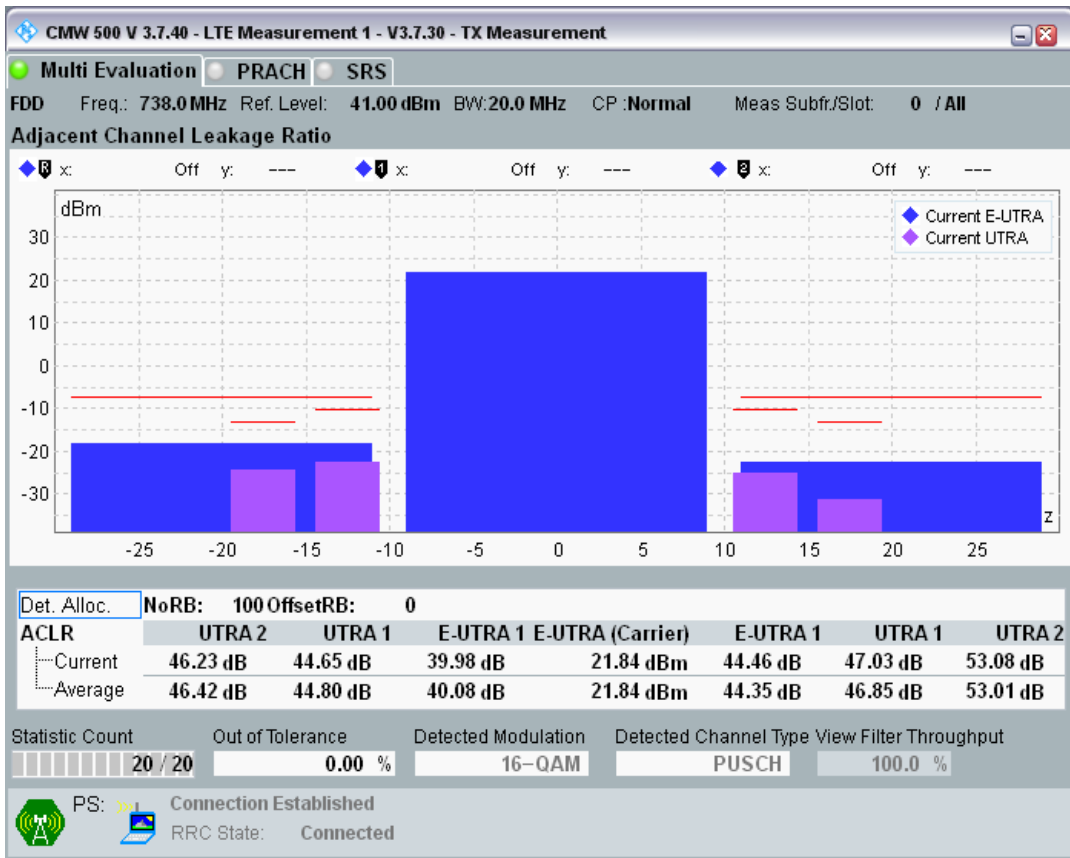 CMW 500 V 3.7.40 - LTE Measurement 1 - V3.7.30 - TX Measurement
Multi Evaluation PRACH SRS
FDD Freq.: 738.0 MHz Ref. Level: 41.00 dBm BW:20.0 MHz CP :Normal Meas Subfr./Slot: 0 / All
Adjacent Channel Leakage Ratio
R x: Off y: --- 1 x: Off y: --- 2 x: Off y: ---
dBm
Current E-UTRA
Current UTRA
30
20
10
0
-10
-20
-30
z
-25 -20 -15 -10 -5 0 5 10 15 20 25
Det. Alloc. NoRB: 100 OffsetRB: 0
ACLR UTRA 2 UTRA 1 E-UTRA 1 E-UTRA (Carrier) E-UTRA 1 UTRA 1 UTRA 2
Current 46.23 dB 44.65 dB 39.98 dB 21.84 dBm 44.46 dB 47.03 dB 53.08 dB
Average 46.42 dB 44.80 dB 40.08 dB 21.84 dBm 44.35 dB 46.85 dB 53.01 dB
Statistic Count Out of Tolerance Detected Modulation Detected Channel Type View Filter Throughput
20 / 20 0.00 % 16-QAM PUSCH 100.0 %
PS: Connection Established
RRC State: Connected